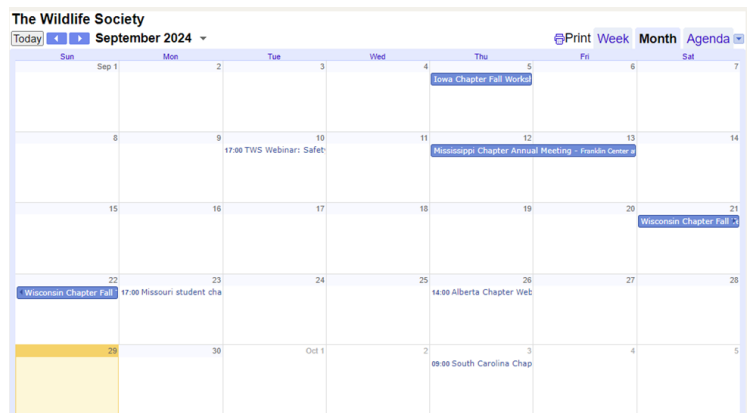 The Wildlife Society
Today September 2024 Print Week Month Agenda
Sun Mon Tue Wed Thu Fri Sat
Sep 1 2 3 4 5 6 7
Iowa Chapter Fall Worksh
8 9 10 11 12 13 14
17:00 TWS Webinar: Safety Mississippi Chapter Annual Meeting - Franklin Center a
15 16 17 18 19 20 21
Wisconsin Chapter Fall
22 23 24 25 26 27 28
Wisconsin Chapter Fall 17:00 Missouri student cha 14:00 Alberta Chapter Web
29 30 Oct 1 2 3 4 5
09:00 South Carolina Chap